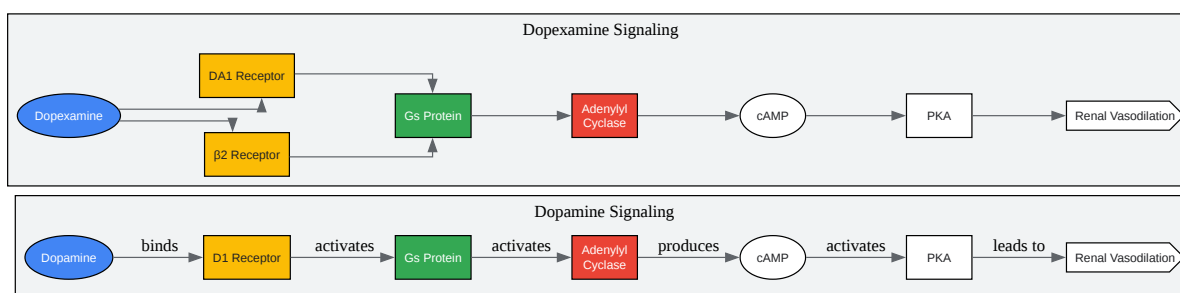 Dopexamine Signaling
DA1 Receptor
Dopexamine
Gs Protein
Adenylyl
Cyclase
cAMP
PKA
Renal Vasodilation
β2 Receptor
Dopamine Signaling
Dopamine
binds
D1 Receptor
activates
Gs Protein
activates
Adenylyl
Cyclase
produces
cAMP
activates
PKA
leads to
Renal Vasodilation